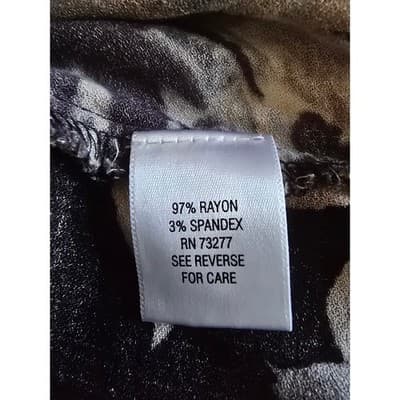 97% RAYON
3% SPANDEX
RN 73277
SEE REVERSE
FOR CARE